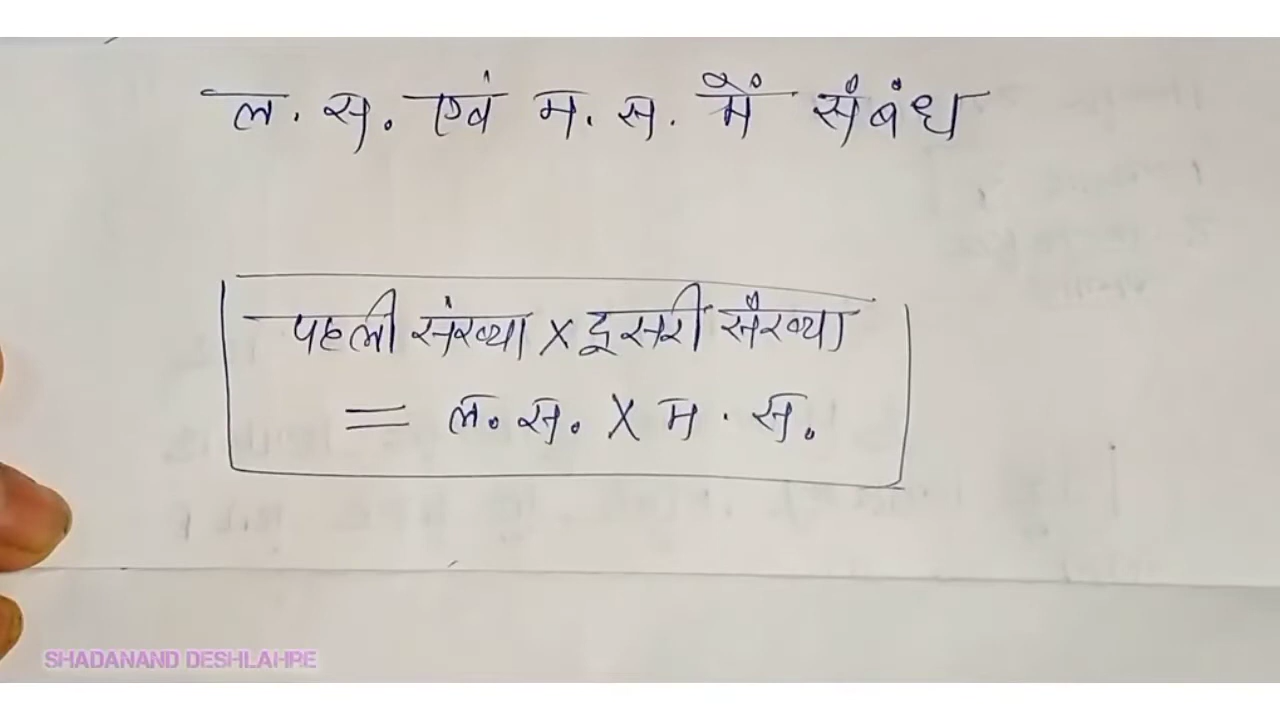 ल. स. एवं म. स. में संबंध
पहली संख्या × दूसरी संख्या
= ल. स. × म. स.
SHADANAND DESHLAHRE